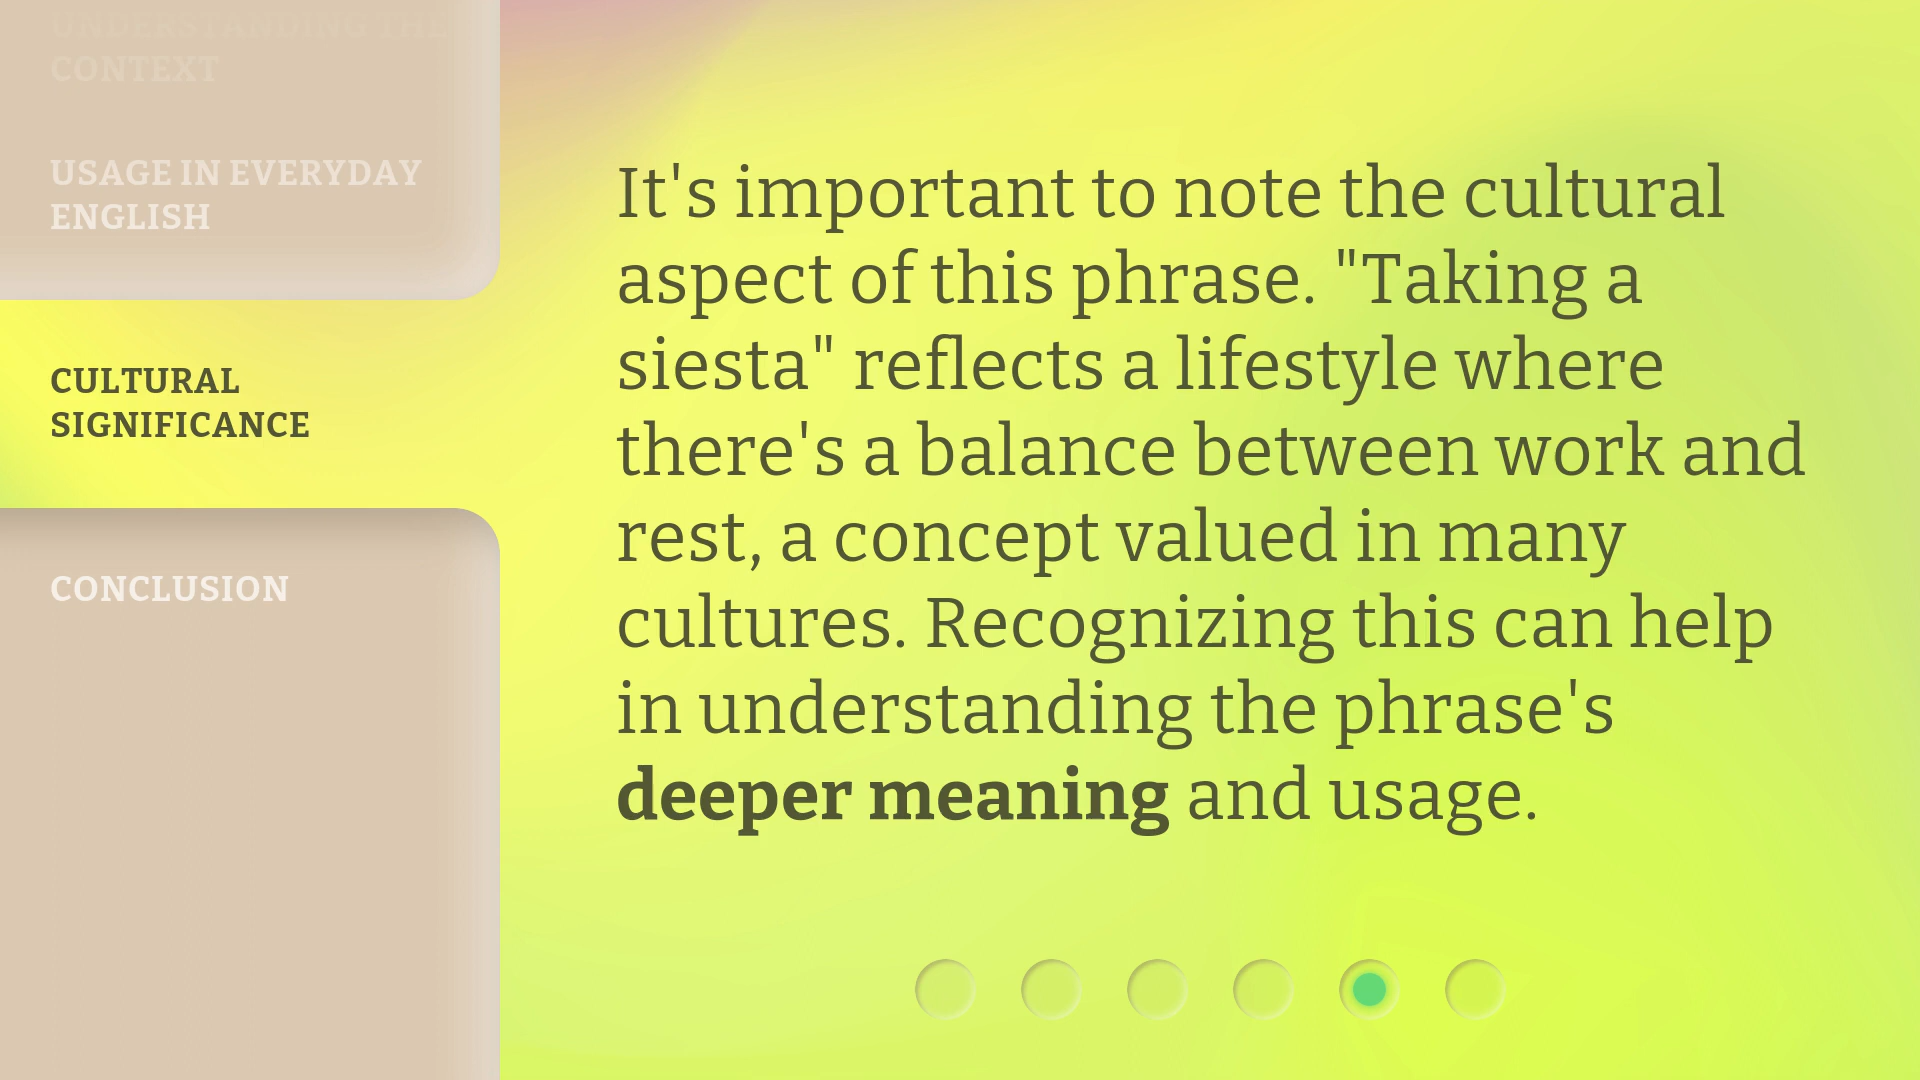 UNDERSTANDING THE
CONTEXT
USAGE IN EVERYDAY
ENGLISH
CULTURAL
SIGNIFICANCE
CONCLUSION
It's important to note the cultural
aspect of this phrase. "Taking a
siesta" reflects a lifestyle where
there's a balance between work and
rest, a concept valued in many
cultures. Recognizing this can help
in understanding the phrase's
deeper meaning and usage.